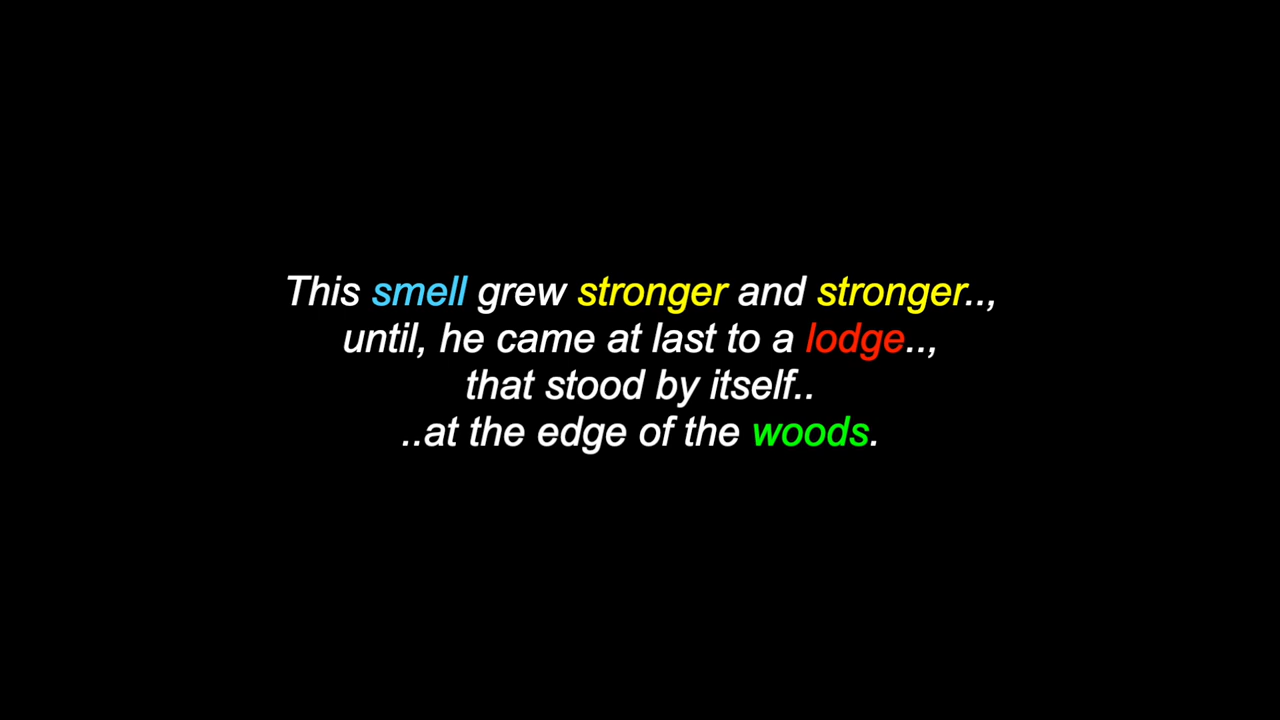 This smell grew stronger and stronger..,
until, he came at last to a lodge..,
that stood by itself..
..at the edge of the woods.